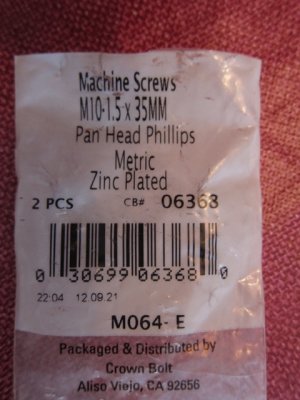 Machine Screws
M10-1.5 x 35MM
Pan Head Phillips
Metric
Zinc Plated
2 PCS CB# 06368
0 30699 06368 0
22:04 12.09.21
M064- E
Packaged & Distributed by
Crown Bolt
Aliso Viejo, CA 92656